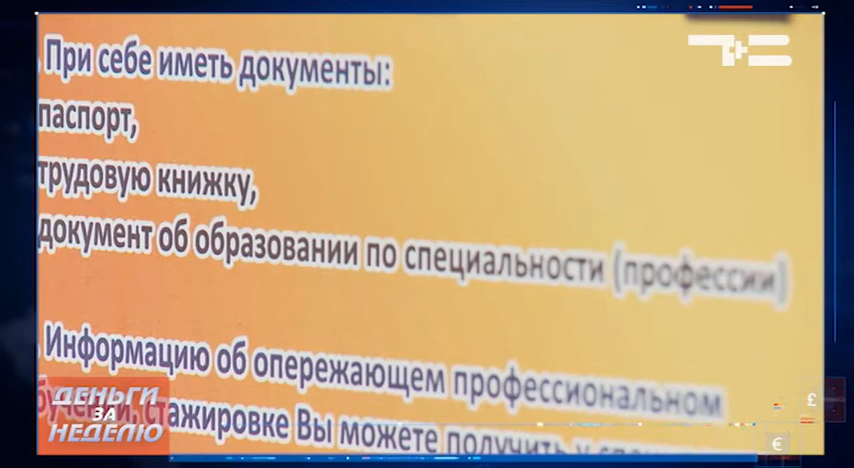 При себе иметь документы:
паспорт,
трудовую книжку,
документ об образовании по специальности (профессии)
Информацию об опережающем профессиональном
бучении, стажировке Вы можете получить у
ДЕНЬГИ
ЗА
НЕДЕЛЮ
£
€